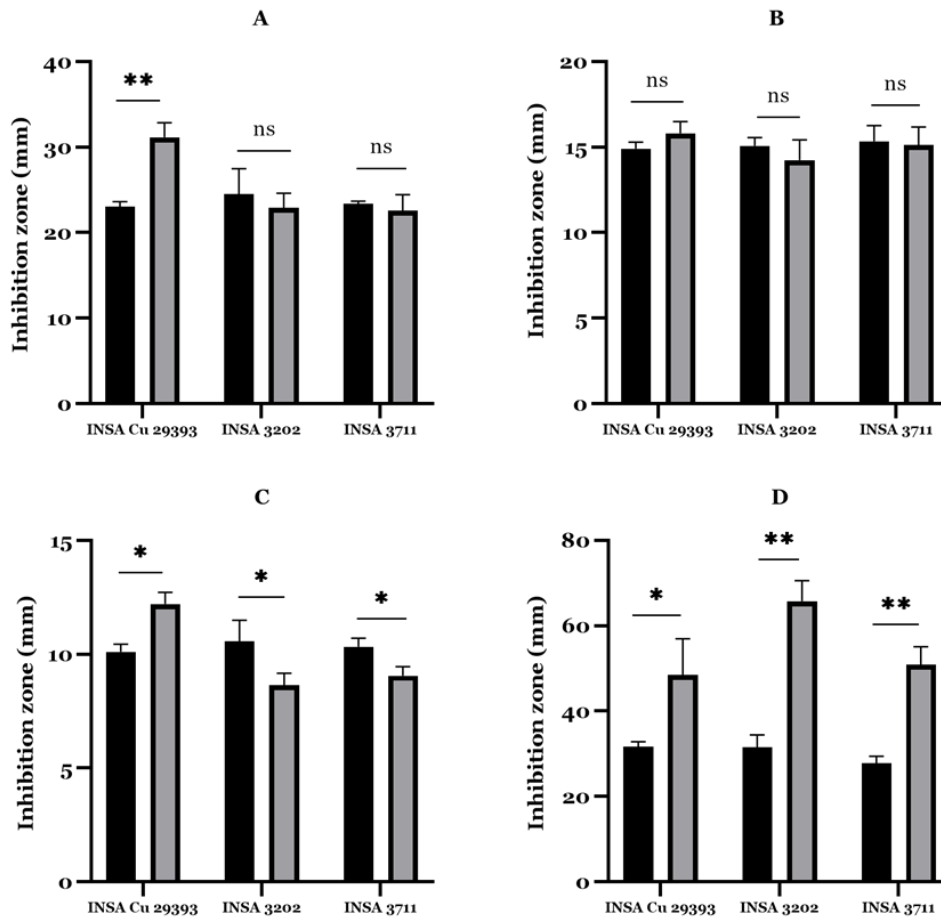 A
Inhibition zone (mm)
40
30
20
10
0
**
ns
ns
INSA Cu 29393
INSA 3202
INSA 3711
B
Inhibition zone (mm)
20
15
10
5
0
ns
ns
ns
INSA Cu 29393
INSA 3202
INSA 3711
C
Inhibition zone (mm)
15
10
5
0
*
*
*
INSA Cu 29393
INSA 3202
INSA 3711
D
Inhibition zone (mm)
80
60
40
20
0
*
**
**
INSA Cu 29393
INSA 3202
INSA 3711